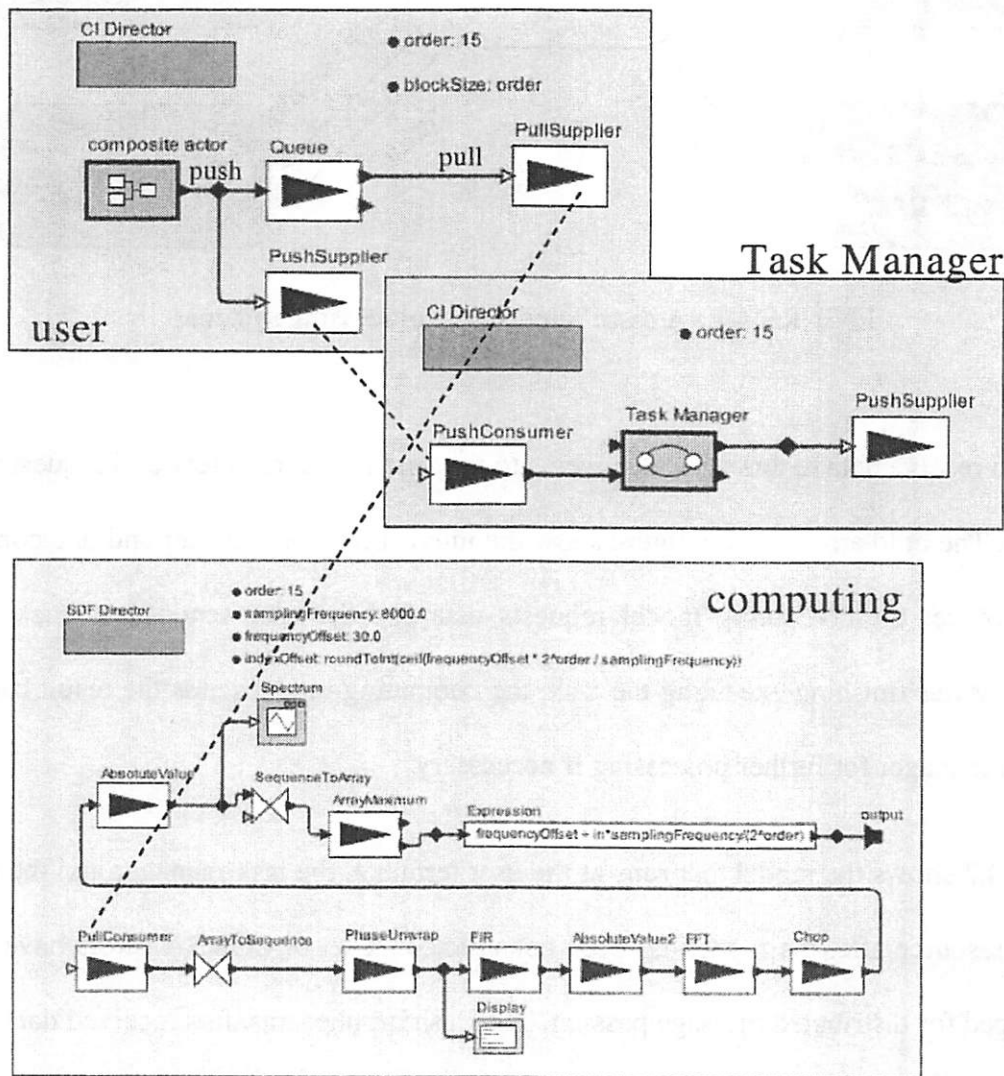 CI Director
order: 15
blockSize: order
composite actor
push
Queue
pull
PullSupplier
PushSupplier
user
Task Manager
CI Director
order: 15
PushConsumer
Task Manager
PushSupplier
computing
SDF Director
order: 15
samplingFrequency: 8000.0
frequencyOffset: 30.0
indexOffset: roundToInt(ceil(frequencyOffset * 2^order / samplingFrequency))
Spectrum
AbsoluteValue
SequenceToArray
ArrayMaximum
Expression
frequencyOffset + in*samplingFrequency/(2^order)
output
PullConsumer
ArrayToSequence
PhaseUnwrap
FIR
AbsoluteValue2
FFT
Chop
Display